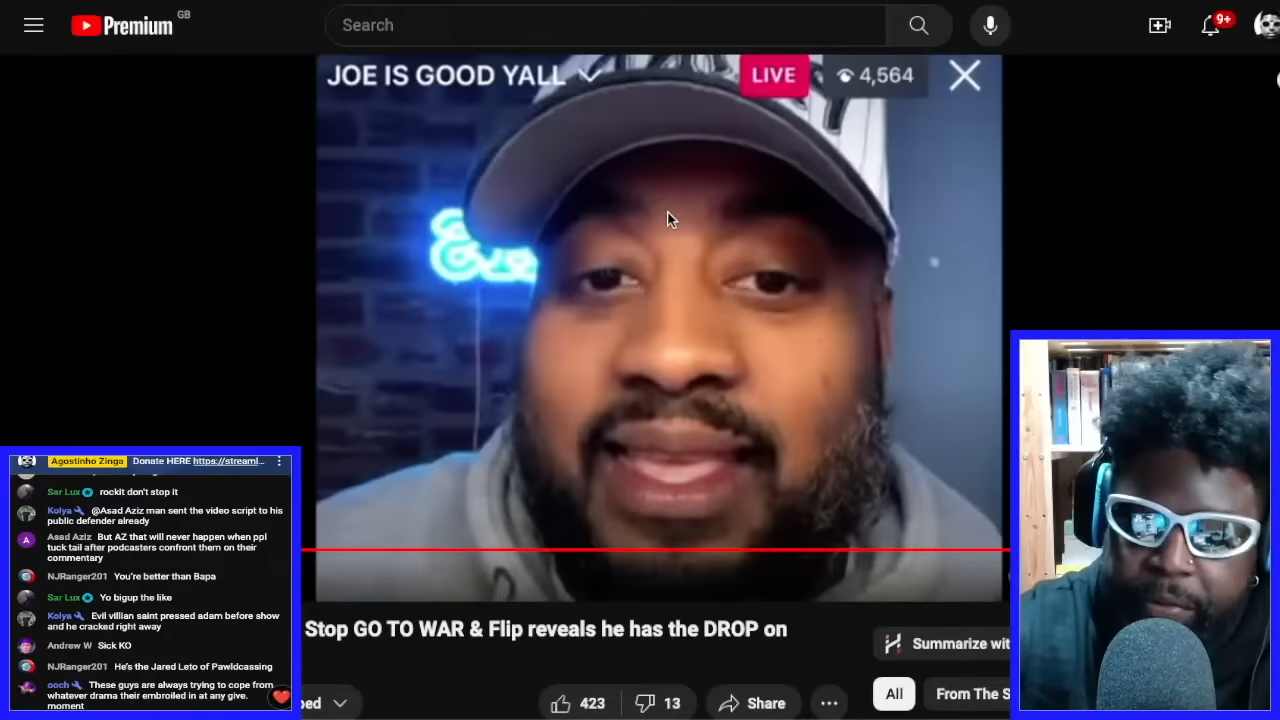 Premium GB
Search
9+
JOE IS GOOD YALL
LIVE
4,564
Agostinho Zinga Donate HERE https://streaml...
Sar Lux rockit don't stop it
Kolya @Asad Aziz man sent the video script to his
public defender already
Asad Aziz But AZ that will never happen when ppl
tuck tail after podcasters confront them on their
commentary
NJRanger201 You're better than Bapa
Sar Lux Yo bigup the like
Kolya Evil villian saint pressed adam before show
and he cracked right away
Andrew W Sick KO
NJRanger201 He's the Jared Leto of Pawldcassing
ooch These guys are always trying to cope from
whatever drama their embroiled in at any give.
moment
Stop GO TO WAR & Flip reveals he has the DROP on
Summarize wit
bed
423
13
Share
All
From The S